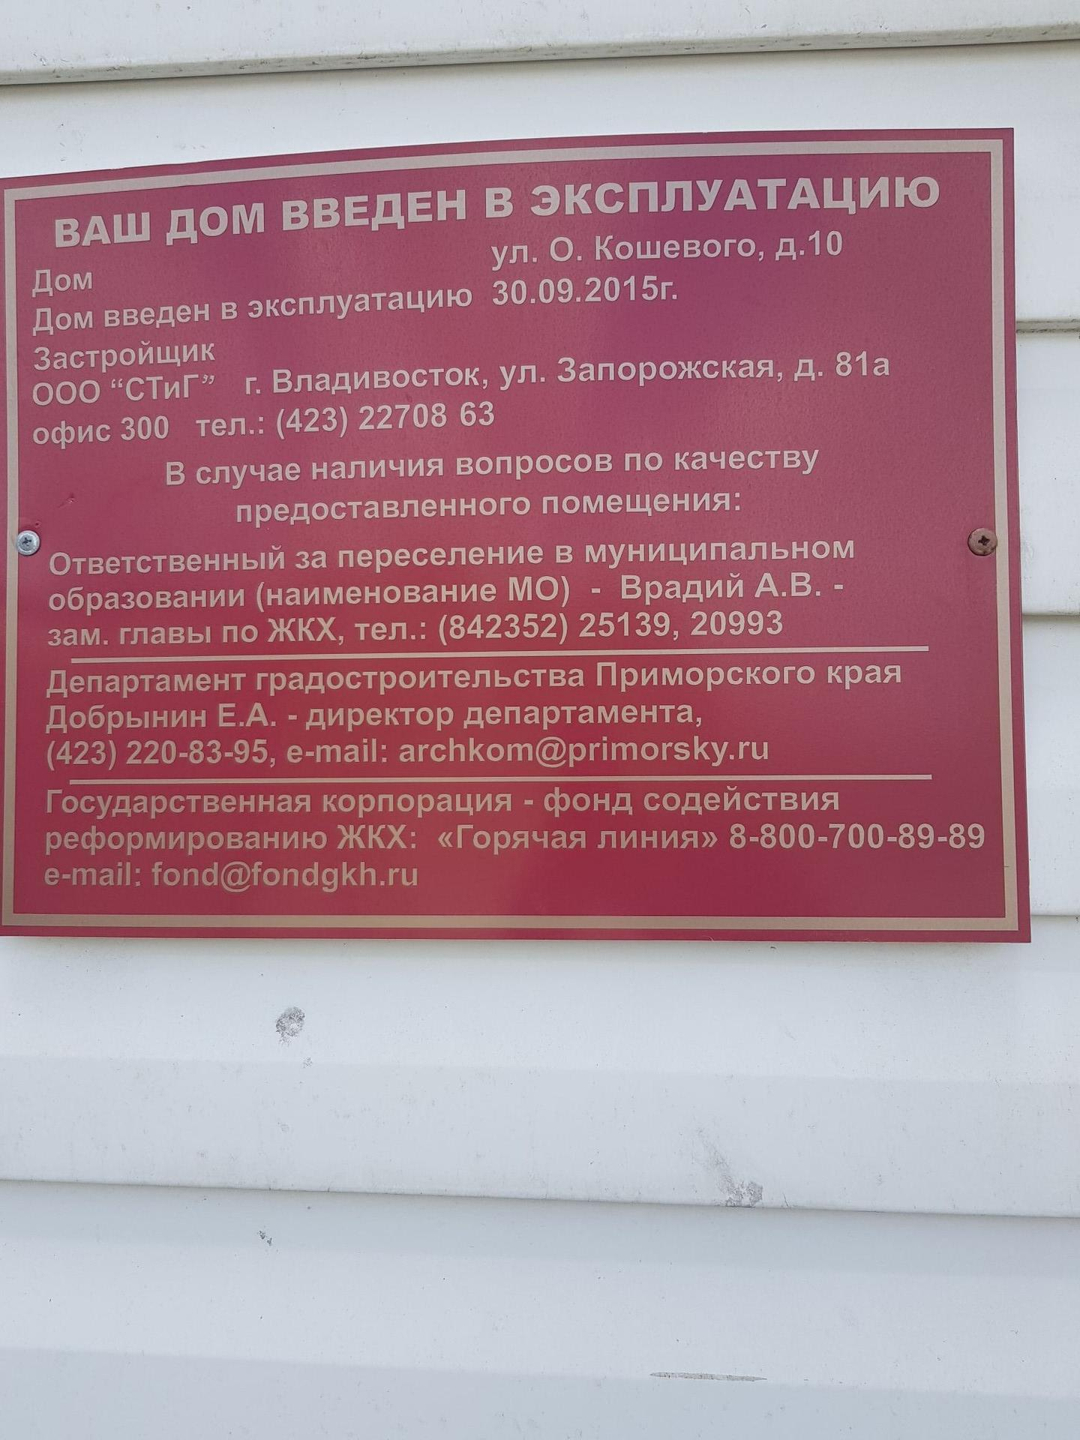 ВАШ ДОМ ВВЕДЕН В ЭКСПЛУАТАЦИЮ
Дом ул. О. Кошевого, д.10
Дом введен в эксплуатацию 30.09.2015г.
Застройщик
ООО “СТиГ” г. Владивосток, ул. Запорожская, д. 81а
офис 300 тел.: (423) 22708 63
В случае наличия вопросов по качеству
предоставленного помещения:
Ответственный за переселение в муниципальном
образовании (наименование МО) - Врадий А.В. -
зам. главы по ЖКХ, тел.: (842352) 25139, 20993
Департамент градостроительства Приморского края
Добрынин Е.А. - директор департамента,
(423) 220-83-95, e-mail: archkom@primorsky.ru
Государственная корпорация - фонд содействия
реформированию ЖКХ: «Горячая линия» 8-800-700-89-89
e-mail: fond@fondgkh.ru